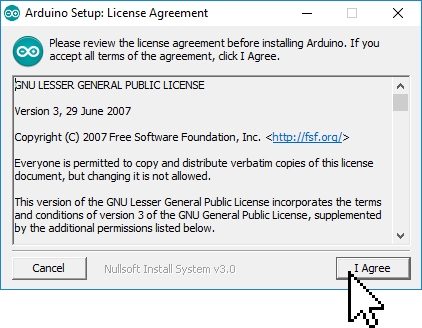 Arduino Setup: License Agreement
Please review the license agreement before installing Arduino. If you
accept all terms of the agreement, click I Agree.
GNU LESSER GENERAL PUBLIC LICENSE
Version 3, 29 June 2007
Copyright (C) 2007 Free Software Foundation, Inc. <http://fsf.org/>
Everyone is permitted to copy and distribute verbatim copies of this license
document, but changing it is not allowed.
This version of the GNU Lesser General Public License incorporates the terms
and conditions of version 3 of the GNU General Public License, supplemented
by the additional permissions listed below.
Cancel
Nullsoft Install System v3.0
I Agree